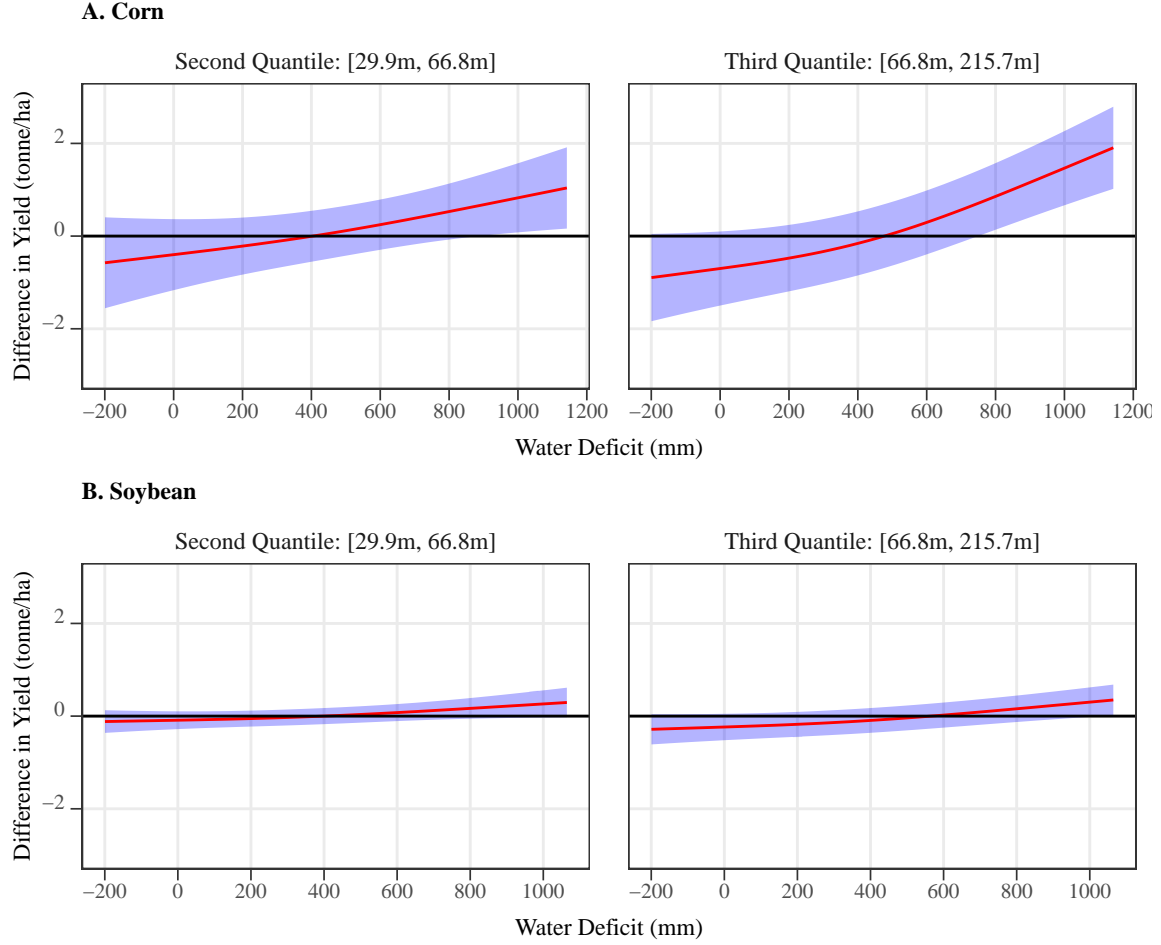 A. Corn
Second Quantile: [29.9m, 66.8m]
Third Quantile: [66.8m, 215.7m]
Difference in Yield (tonne/ha)
2
0
−2
−200 0 200 400 600 800 1000 1200
−200 0 200 400 600 800 1000 1200
Water Deficit (mm)
B. Soybean
Second Quantile: [29.9m, 66.8m]
Third Quantile: [66.8m, 215.7m]
Difference in Yield (tonne/ha)
2
0
−2
−200 0 200 400 600 800 1000
−200 0 200 400 600 800 1000
Water Deficit (mm)